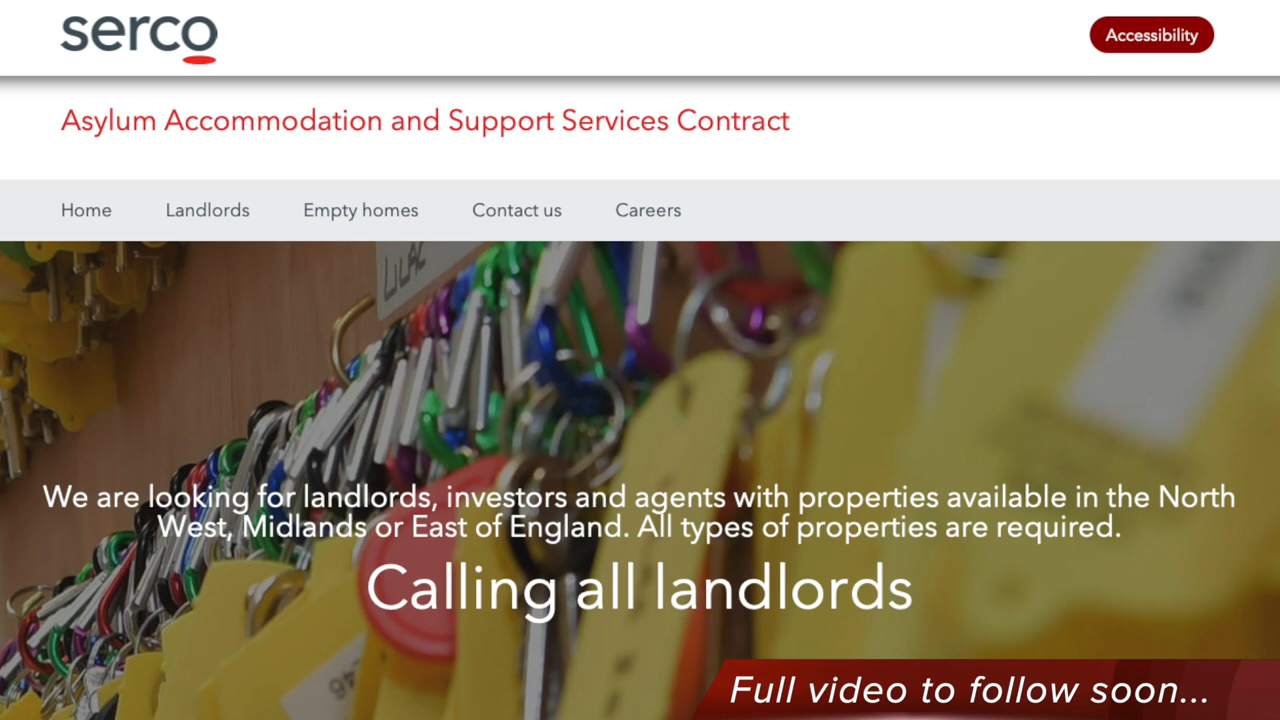 serco
Accessibility
Asylum Accommodation and Support Services Contract
Home Landlords Empty homes Contact us Careers
LILAC
We are looking for landlords, investors and agents with properties available in the North
West, Midlands or East of England. All types of properties are required.
Calling all landlords
946
Full video to follow soon...